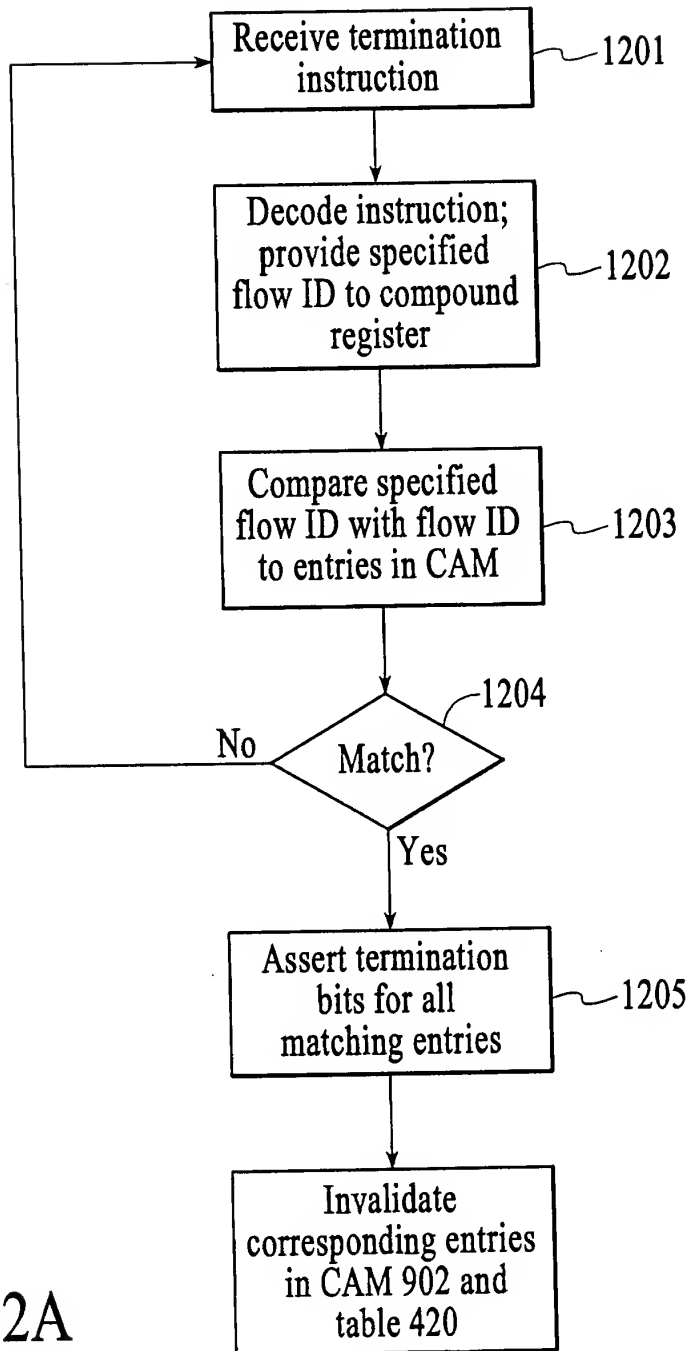 Receive termination
instruction
1201
Decode instruction;
provide specified
flow ID to compound
register
1202
Compare specified
flow ID with flow ID
to entries in CAM
1203
1204
No
Match?
Yes
Assert termination
bits for all
matching entries
1205
Invalidate
corresponding entries
in CAM 902 and
table 420
2A